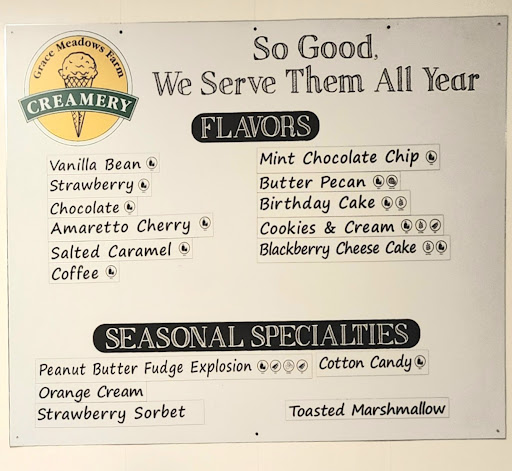 Grace Meadows Farm
CREAMERY
So Good,
We Serve Them All Year
FLAVORS
Vanilla Bean
Strawberry
Chocolate
Amaretto Cherry
Salted Caramel
Coffee
Mint Chocolate Chip
Butter Pecan
Birthday Cake
Cookies & Cream
Blackberry Cheese Cake
SEASONAL SPECIALTIES
Peanut Butter Fudge Explosion Cotton Candy
Orange Cream
Strawberry Sorbet Toasted Marshmallow